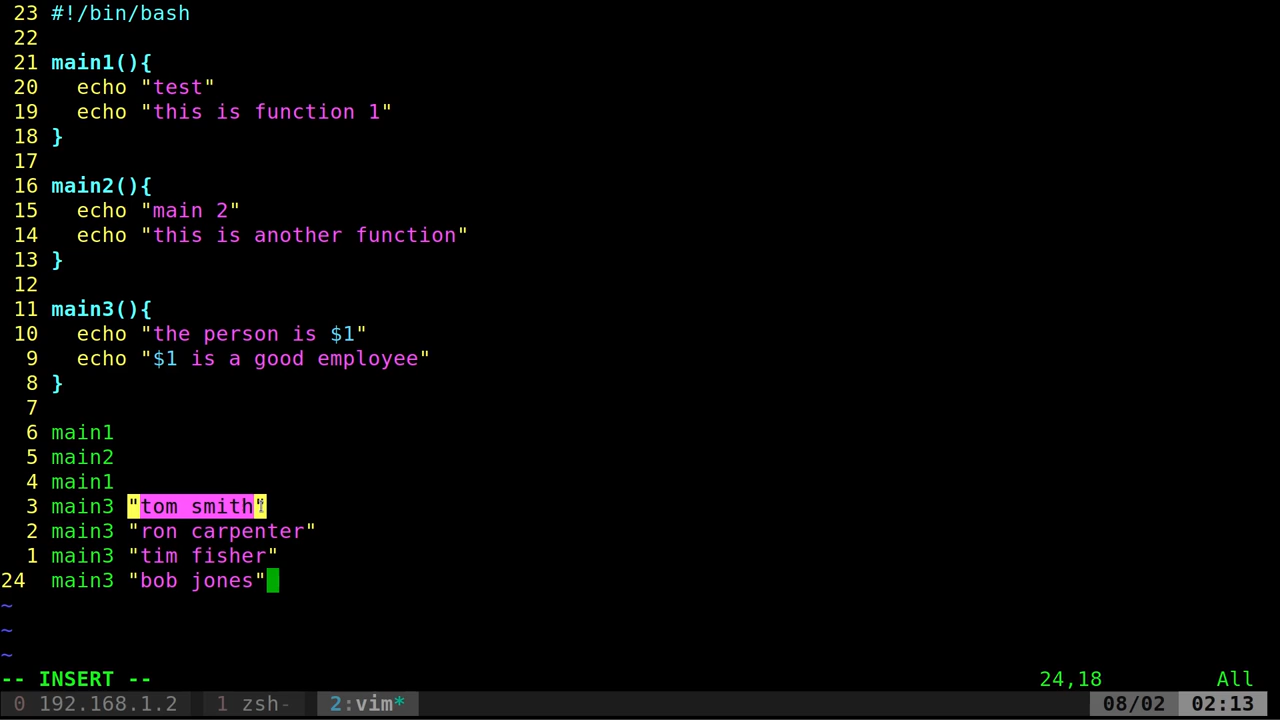 23 #!/bin/bash
22
21 main1(){
20   echo "test"
19   echo "this is function 1"
18 }
17
16 main2(){
15   echo "main 2"
14   echo "this is another function"
13 }
12
11 main3(){
10   echo "the person is $1"
9   echo "$1 is a good employee"
8 }
7
6 main1
5 main2
4 main1
3 main3 "tom smith"
2 main3 "ron carpenter"
1 main3 "tim fisher"
24 main3 "bob jones"
~
~
~
-- INSERT -- 24,18 All
0 192.168.1.2 1 zsh- 2:vim* 08/02 02:13